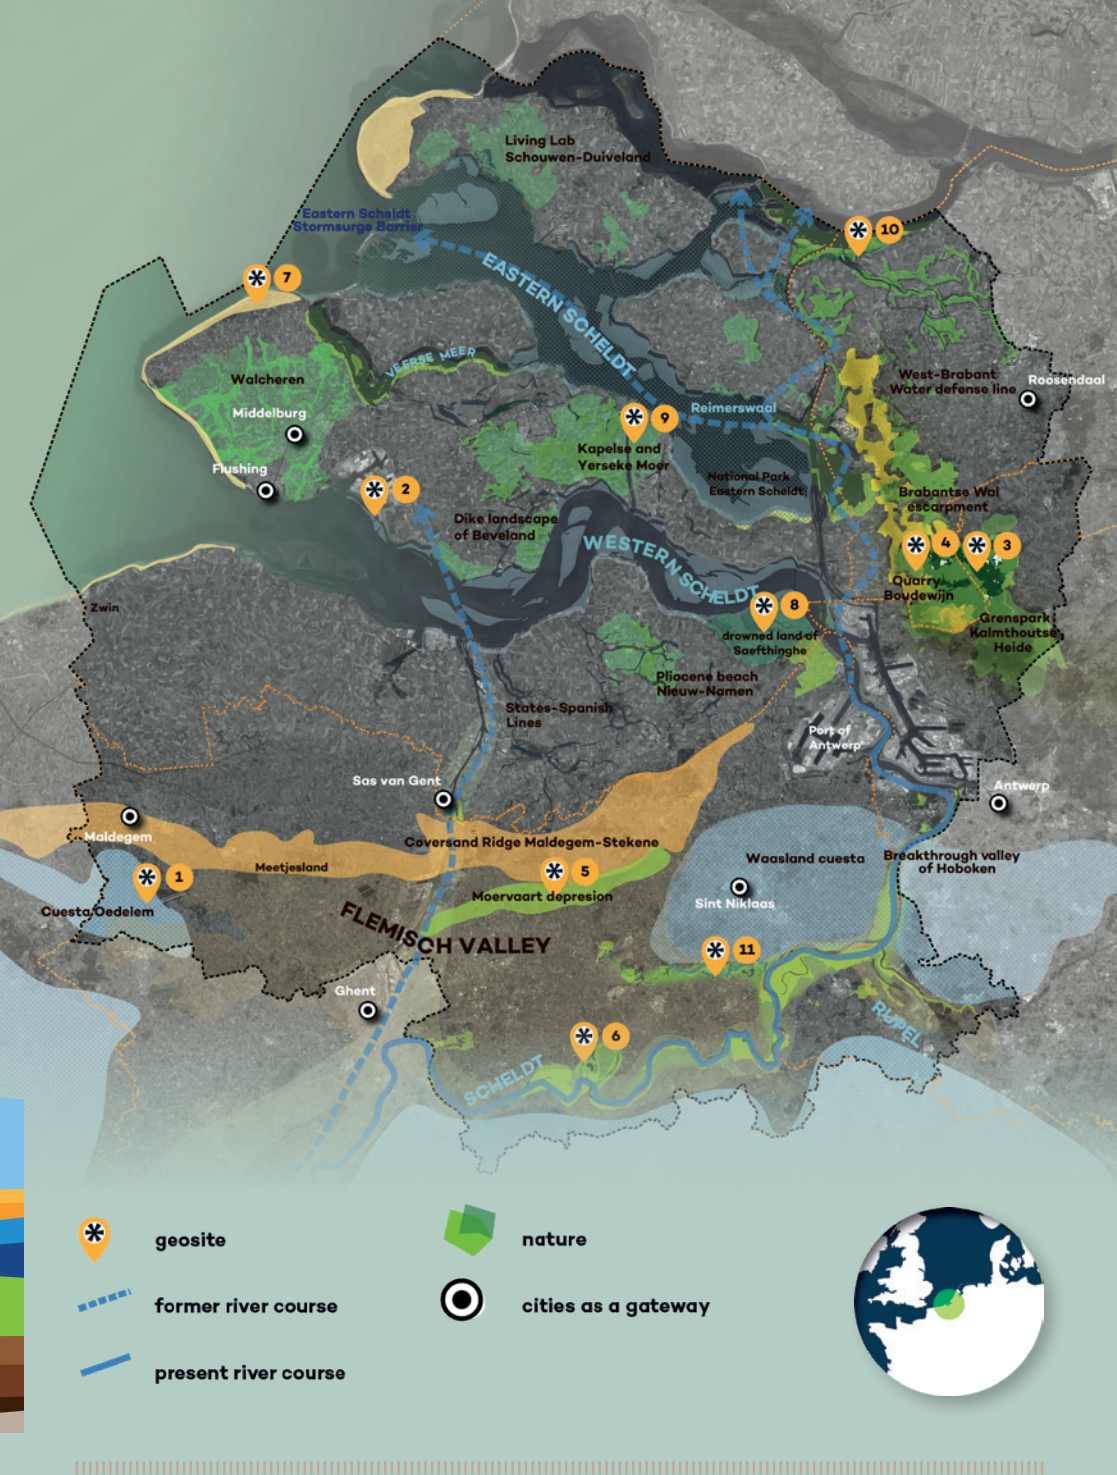 Living Lab
Schouwen-Duiveland
Eastern Scheldt
Stormsurge Barrier
10
7
EASTERN SCHELDT
VEERSE MEER
Walcheren
West-Brabant
Water defense line
Roosendaal
Middelburg
Reimerswaal
9
Kapelse and
Yerseke Moer
Flushing
National Park
Eastern Scheldt
2
Brabantse Wal
escarpment
Dike landscape
of Beveland
WESTERN SCHELDT
4
3
Quarry
Boudewijn
Zwin
8
drowned land of
Saefthinghe
Grenspark
Kalmthoutse
Heide
Pliocene beach
Nieuw-Namen
States-Spanish
Lines
Port of
Antwerp
Sas van Gent
Antwerp
Maldegem
Coversand Ridge Maldegem-Stekene
Meetjesland
Waasland cuesta
Breakthrough valley
of Hoboken
1
5
Cuesta Oedelem
Moervaart depresion
Sint Niklaas
FLEMISCH VALLEY
11
Ghent
RUPEL
6
SCHELDT
geosite
nature
former river course
cities as a gateway
present river course